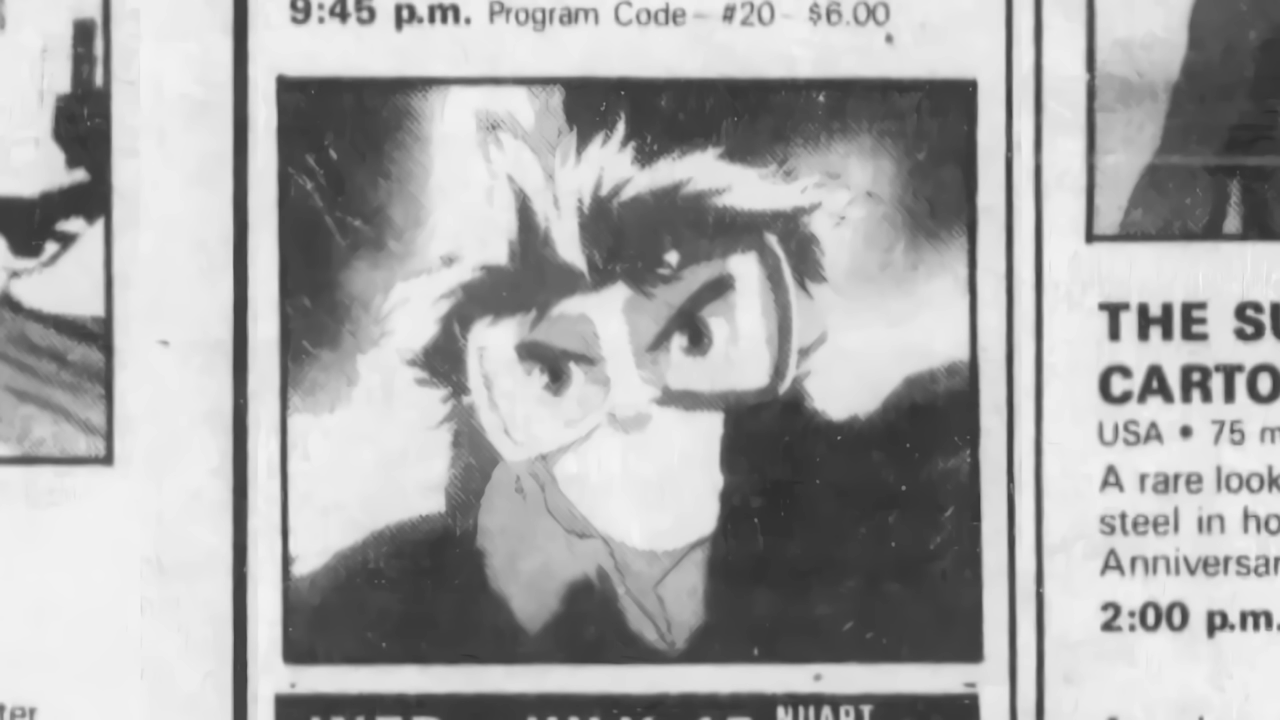 9:45 p.m. Program Code - #20 - $6.00
THE SU
CARTO
USA • 75 m
A rare look
steel in ho
Anniversar
2:00 p.m.
ter
NUART